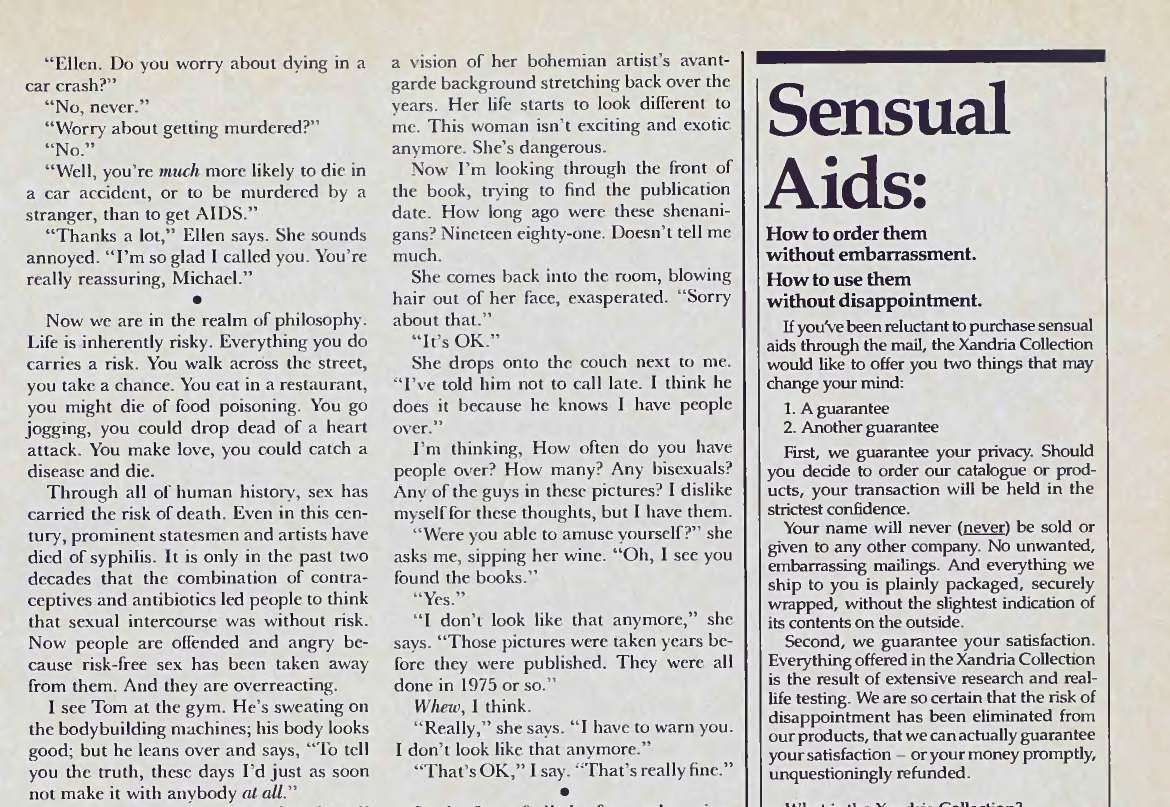 “Ellen. Do you worry about dying in a
car crash?”
“No, never.”
“Worry about getting murdered?”
“No.”
“Well, you're much more likely to die in
a car accident, or to be murdered by a
stranger, than to get AIDS.”
“Thanks a lot,” Ellen says. She sounds
annoyed. “I'm so glad I called you. You're
really reassuring, Michael.”
●
Now we are in the realm of philosophy.
Life is inherently risky. Everything you do
carries a risk. You walk across the street,
you take a chance. You eat in a restaurant,
you might die of food poisoning. You go
jogging, you could drop dead of a heart
attack. You make love, you could catch a
disease and die.
Through all of human history, sex has
carried the risk of death. Even in this cen-
tury, prominent statesmen and artists have
died of syphilis. It is only in the past two
decades that the combination of contra-
ceptives and antibiotics led people to think
that sexual intercourse was without risk.
Now people are offended and angry be-
cause risk-free sex has been taken away
from them. And they are overreacting.
I see Tom at the gym. He's sweating on
the bodybuilding machines; his body looks
good; but he leans over and says, “To tell
you the truth, these days I'd just as soon
not make it with anybody at all.”
a vision of her bohemian artist's avant-
garde background stretching back over the
years. Her life starts to look different to
me. This woman isn't exciting and exotic
anymore. She's dangerous.
Now I'm looking through the front of
the book, trying to find the publication
date. How long ago were these shenani-
gans? Nineteen eighty-one. Doesn't tell me
much.
She comes back into the room, blowing
hair out of her face, exasperated. “Sorry
about that.”
“It's OK.”
She drops onto the couch next to me.
“I've told him not to call late. I think he
does it because he knows I have people
over.”
I'm thinking, How often do you have
people over? How many? Any bisexuals?
Any of the guys in these pictures? I dislike
myself for these thoughts, but I have them.
“Were you able to amuse yourself?” she
asks me, sipping her wine. “Oh, I see you
found the books.”
“Yes.”
“I don't look like that anymore,” she
says. “Those pictures were taken years be-
fore they were published. They were all
done in 1975 or so.”
Whew, I think.
“Really,” she says. “I have to warn you.
I don't look like that anymore.”
“That's OK,” I say. “That's really fine.”
●
Sensual
Aids:
How to order them
without embarrassment.
How to use them
without disappointment.
If you've been reluctant to purchase sensual
aids through the mail, the Xandria Collection
would like to offer you two things that may
change your mind:
1. A guarantee
2. Another guarantee
First, we guarantee your privacy. Should
you decide to order our catalogue or prod-
ucts, your transaction will be held in the
strictest confidence.
Your name will never (never) be sold or
given to any other company. No unwanted,
embarrassing mailings. And everything we
ship to you is plainly packaged, securely
wrapped, without the slightest indication of
its contents on the outside.
Second, we guarantee your satisfaction.
Everything offered in the Xandria Collection
is the result of extensive research and real-
life testing. We are so certain that the risk of
disappointment has been eliminated from
our products, that we can actually guarantee
your satisfaction – or your money promptly,
unquestioningly refunded.